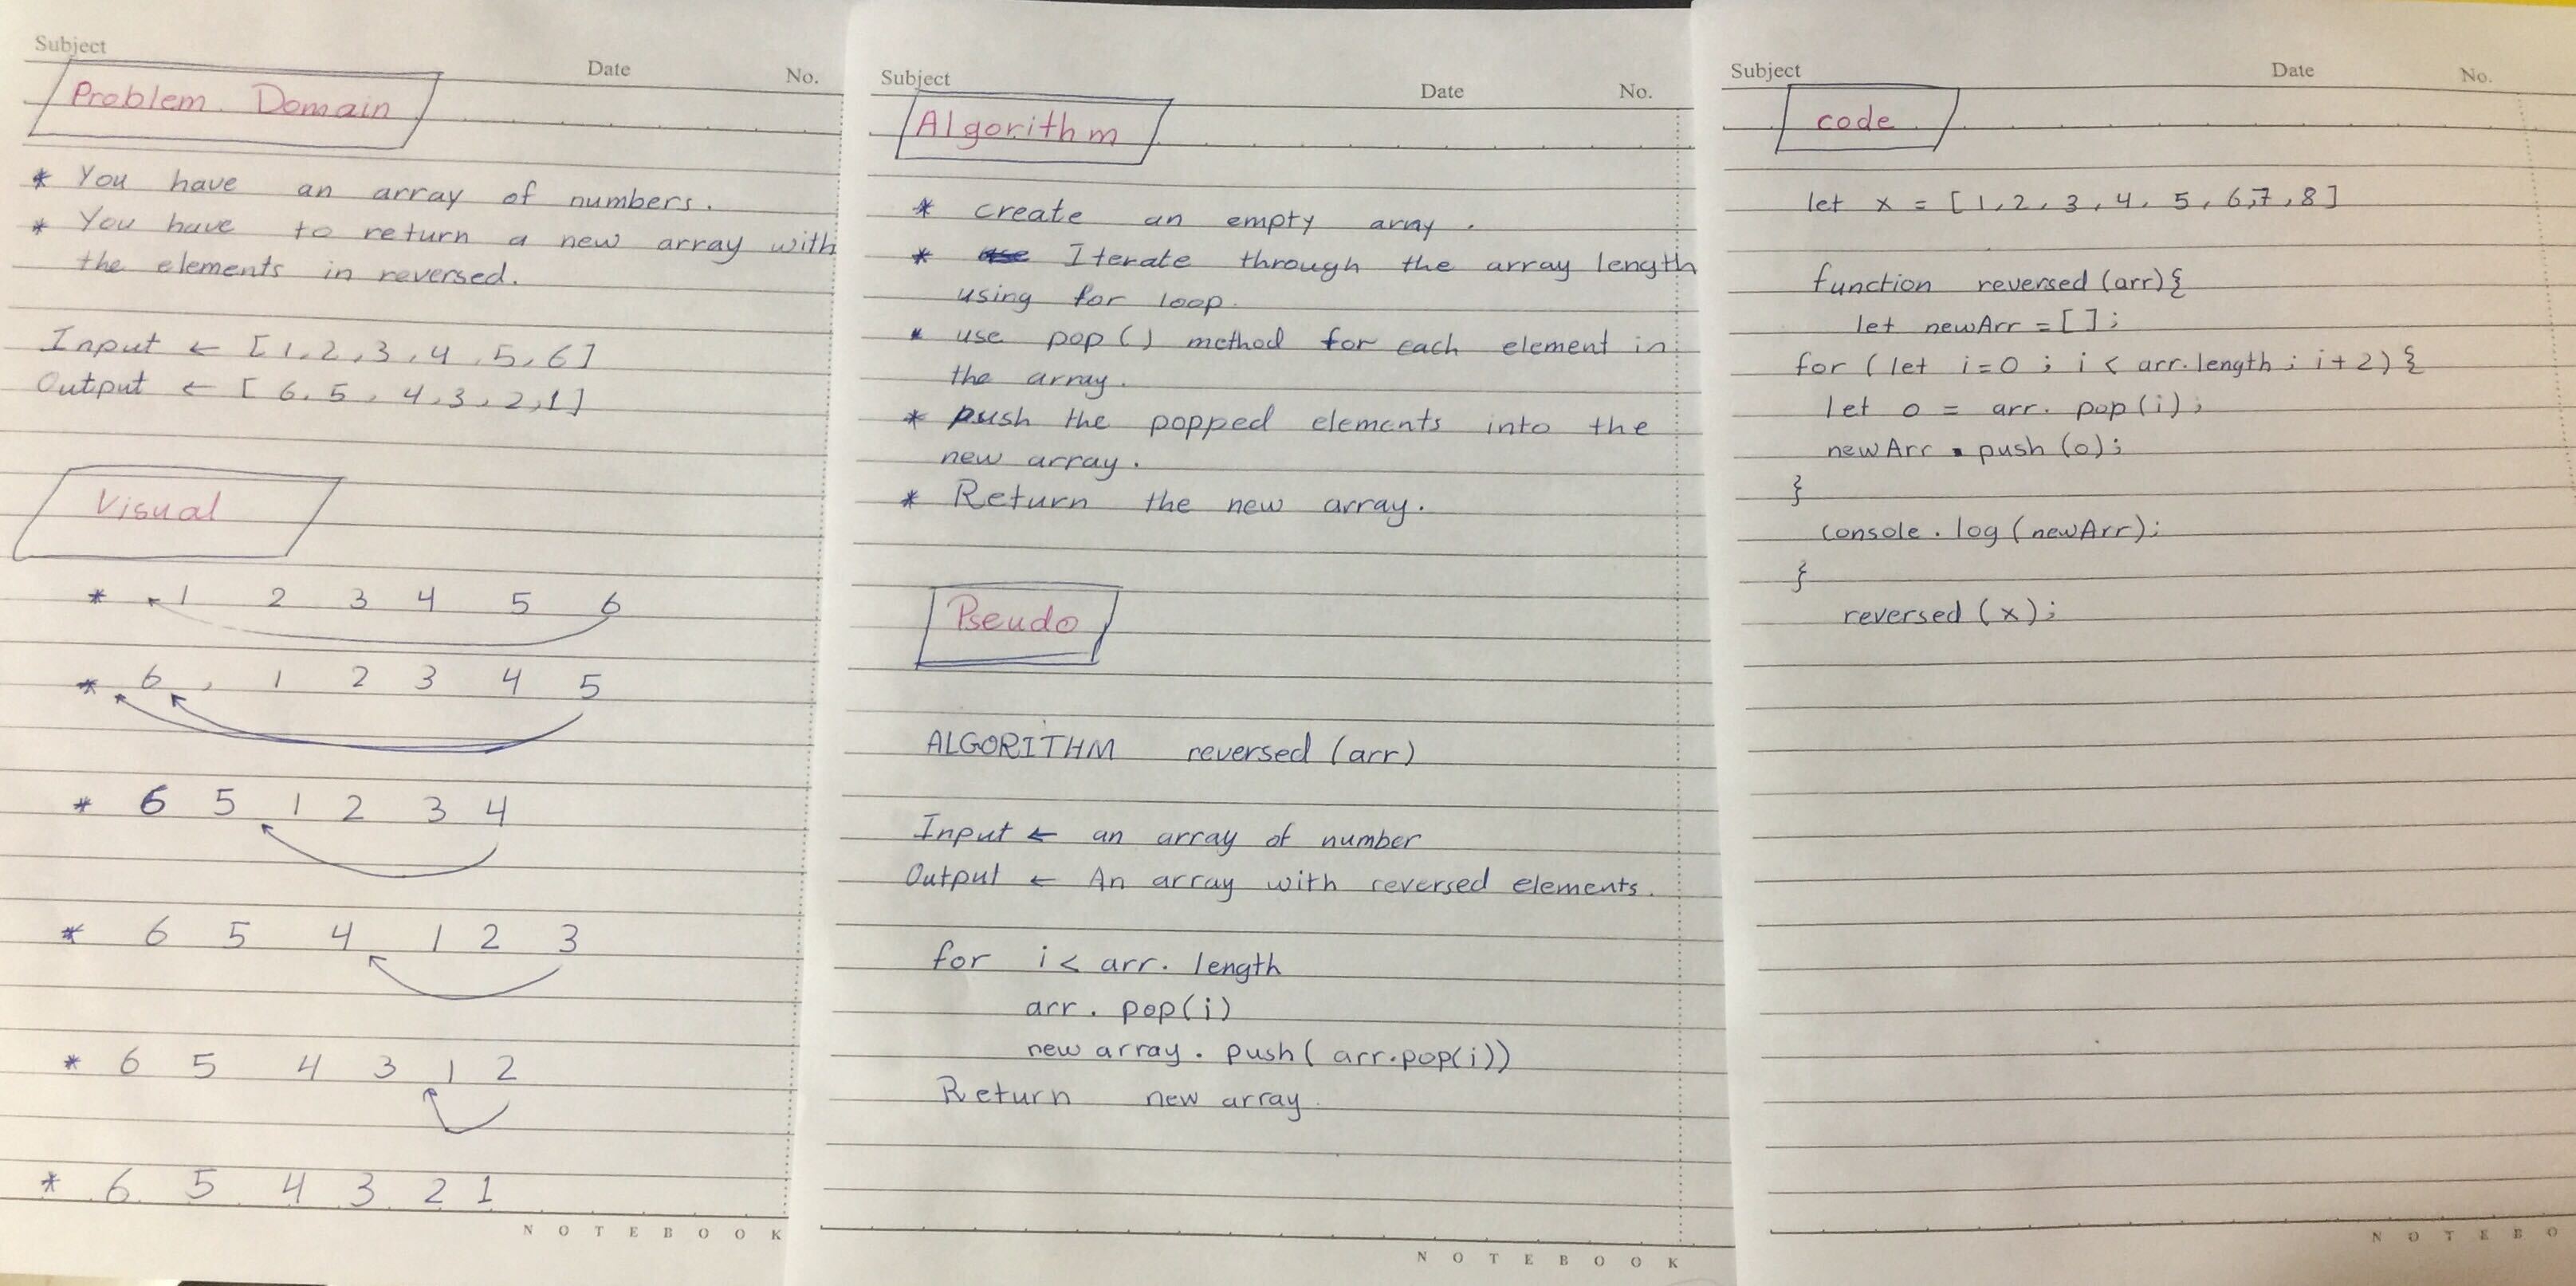 Subject
Date
No.
Problem Domain
* You have an array of numbers.
* You have to return a new array with
the elements in reversed.
Input ← [1,2,3,4,5,6]
Output ← [6,5,4,3,2,1]
Visual
* 1 2 3 4 5 6
* 6 , 1 2 3 4 5
* 6 5 1 2 3 4
* 6 5 4 1 2 3
* 6 5 4 3 1 2
* 6 5 4 3 2 1
NOTEBOOK
Subject
Date
No.
Algorithm
* create an empty array.
* Iterate through the array length
using for loop.
* use pop() method for each element in
the array.
* push the popped elements into the
new array.
* Return the new array.
Pseudo
ALGORITHM reversed (arr)
Input ← an array of number
Output ← An array with reversed elements.
for i < arr. length
arr. pop(i)
new array. push( arr.pop(i))
Return new array.
NOTEBOOK
Subject
Date
No.
code
let x = [1,2,3,4,5,6,7,8]
function reversed (arr){
let newArr = [];
for ( let i=0 ; i < arr.length ; i+2) {
let o = arr. pop(i);
newArr . push (o);
}
console.log (newArr);
}
reversed (x);
NOTEBO